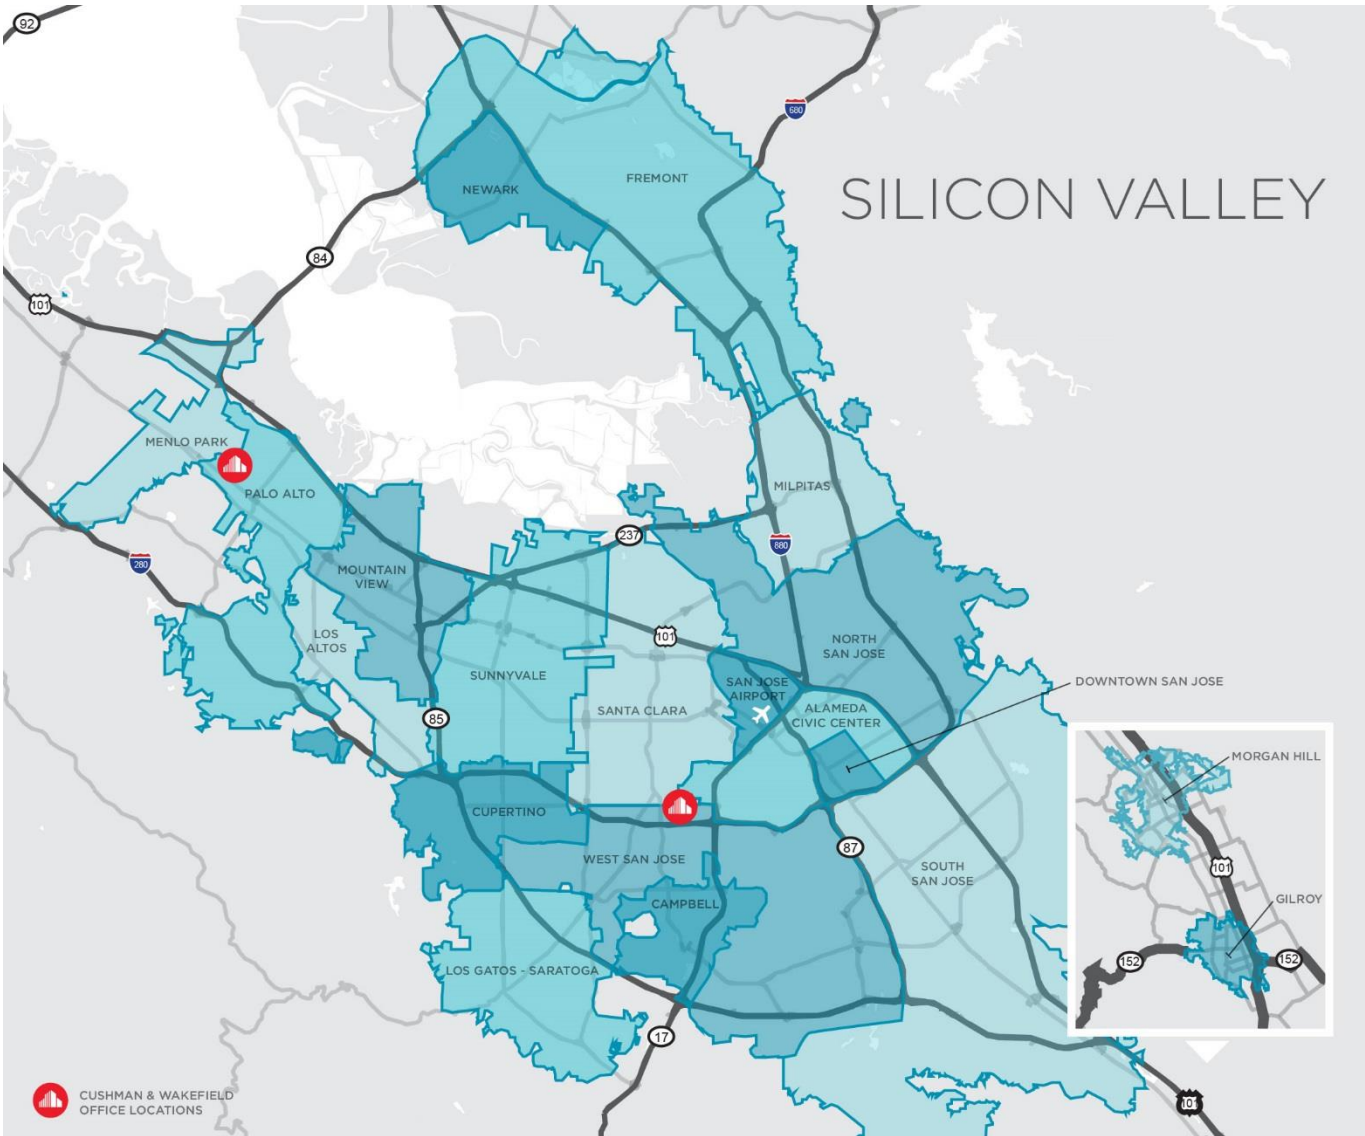 92
680
SILICON VALLEY
FREMONT
NEWARK
84
101
MENLO PARK
PALO ALTO
MILPITAS
237
880
280
MOUNTAIN
VIEW
LOS
ALTOS
101
NORTH
SAN JOSE
SUNNYVALE
SAN JOSE
AIRPORT
DOWNTOWN SAN JOSE
SANTA CLARA
ALAMEDA
CIVIC CENTER
85
MORGAN HILL
CUPERTINO
87
WEST SAN JOSE
SOUTH
SAN JOSE
101
CAMPBELL
GILROY
LOS GATOS - SARATOGA
152
152
17
CUSHMAN & WAKEFIELD
OFFICE LOCATIONS
101